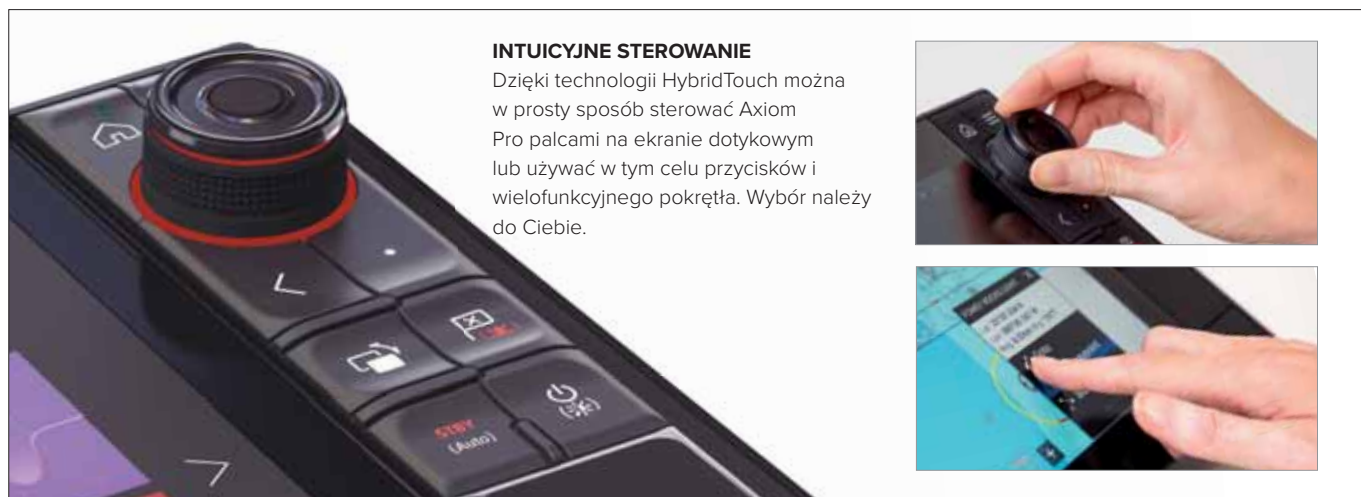 INTUICYJNE STEROWANIE
Dzięki technologii HybridTouch można
w prosty sposób sterować Axiom
Pro palcami na ekranie dotykowym
lub używać w tym celu przycisków i
wielofunkcyjnego pokrętła. Wybór należy
do Ciebie.
STBY
(Auto)